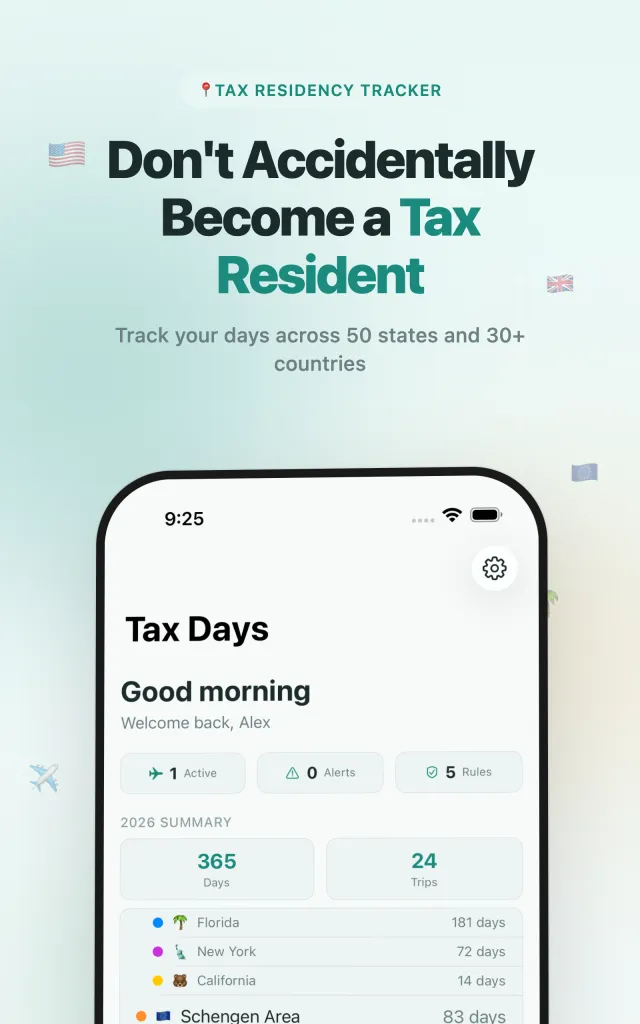 TAX RESIDENCY TRACKER
Don't Accidentally
Become a Tax
Resident
Track your days across 50 states and 30+
countries
9:25
Tax Days
Good morning
Welcome back, Alex
1 Active
0 Alerts
5 Rules
2026 SUMMARY
365
Days
24
Trips
Florida 181 days
New York 72 days
California 14 days
Schengen Area 83 days